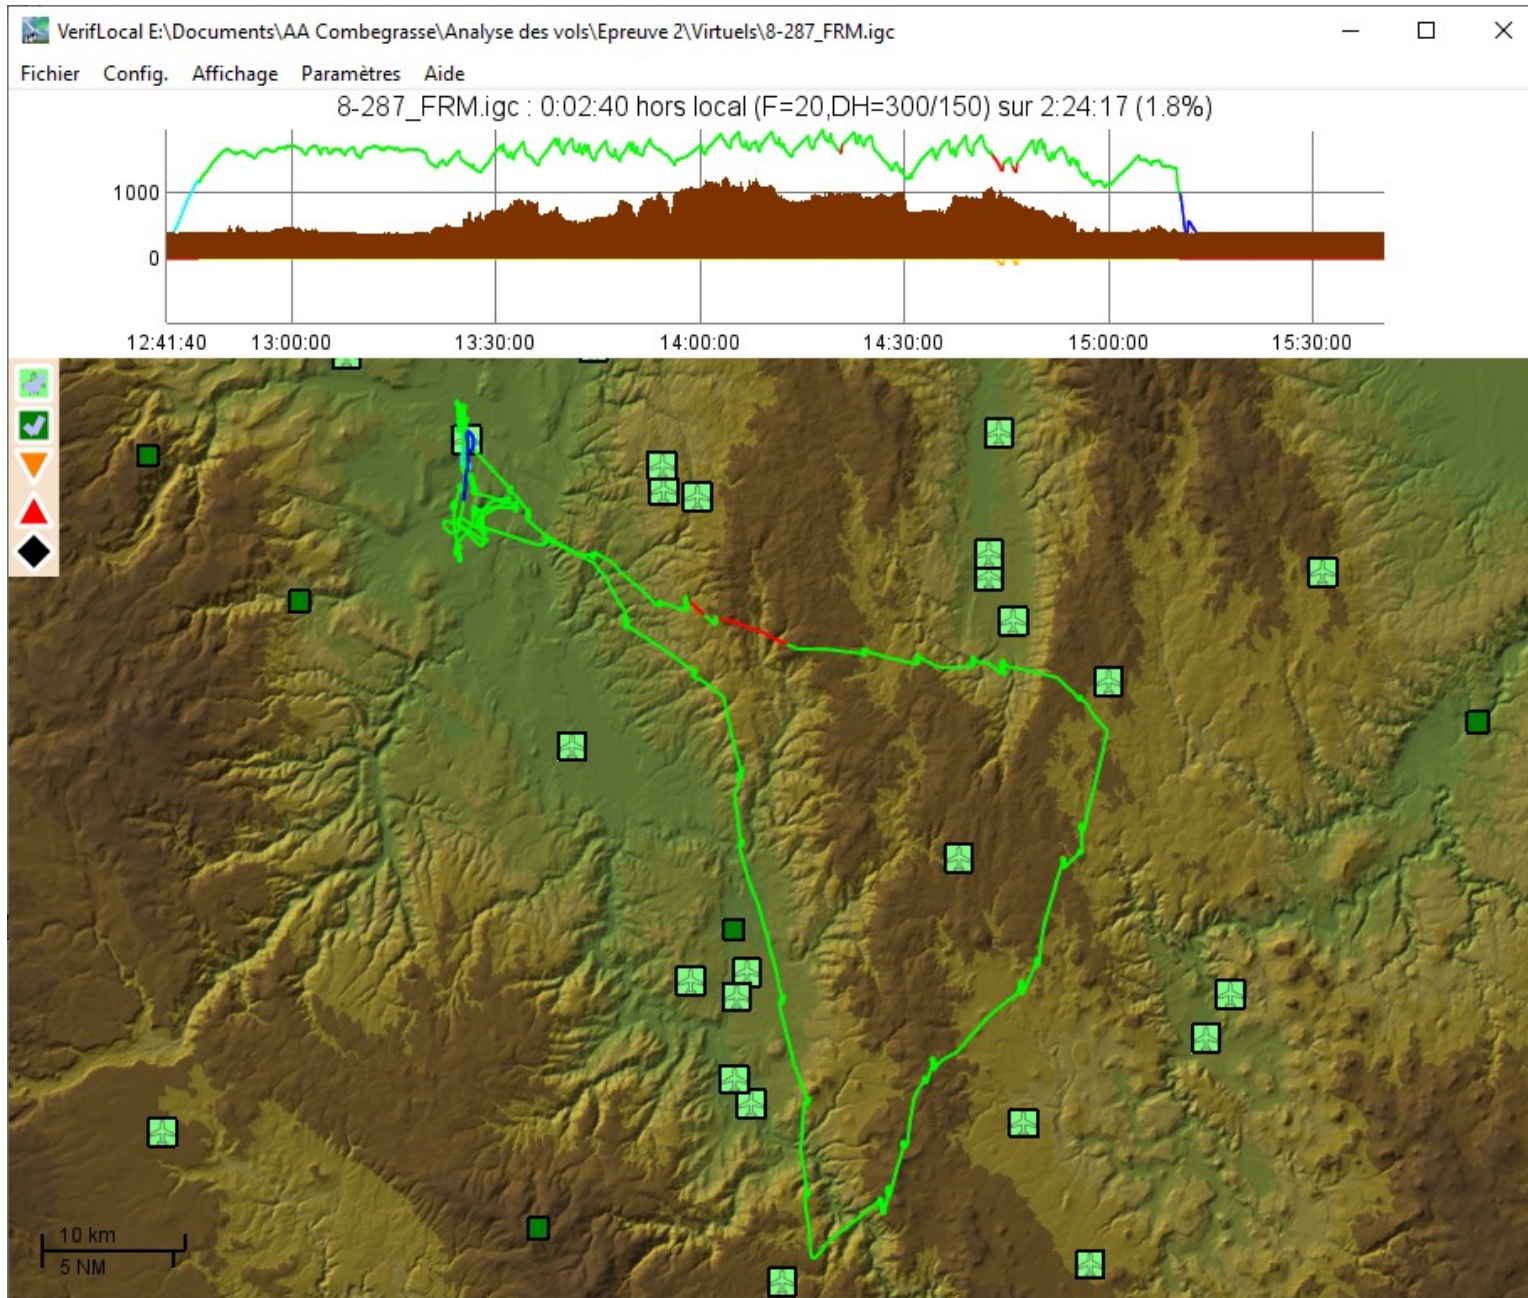 VerifLocal E:\Documents\AA Combegrasse\Analyse des vols\Epreuve 2\Virtuels\8-287_FRM.igc
Fichier Config. Affichage Paramètres Aide
8-287_FRM.igc : 0:02:40 hors local (F=20,DH=300/150) sur 2:24:17 (1.8%)
1000
0
12:41:40 13:00:00 13:30:00 14:00:00 14:30:00 15:00:00 15:30:00
10 km
5 NM